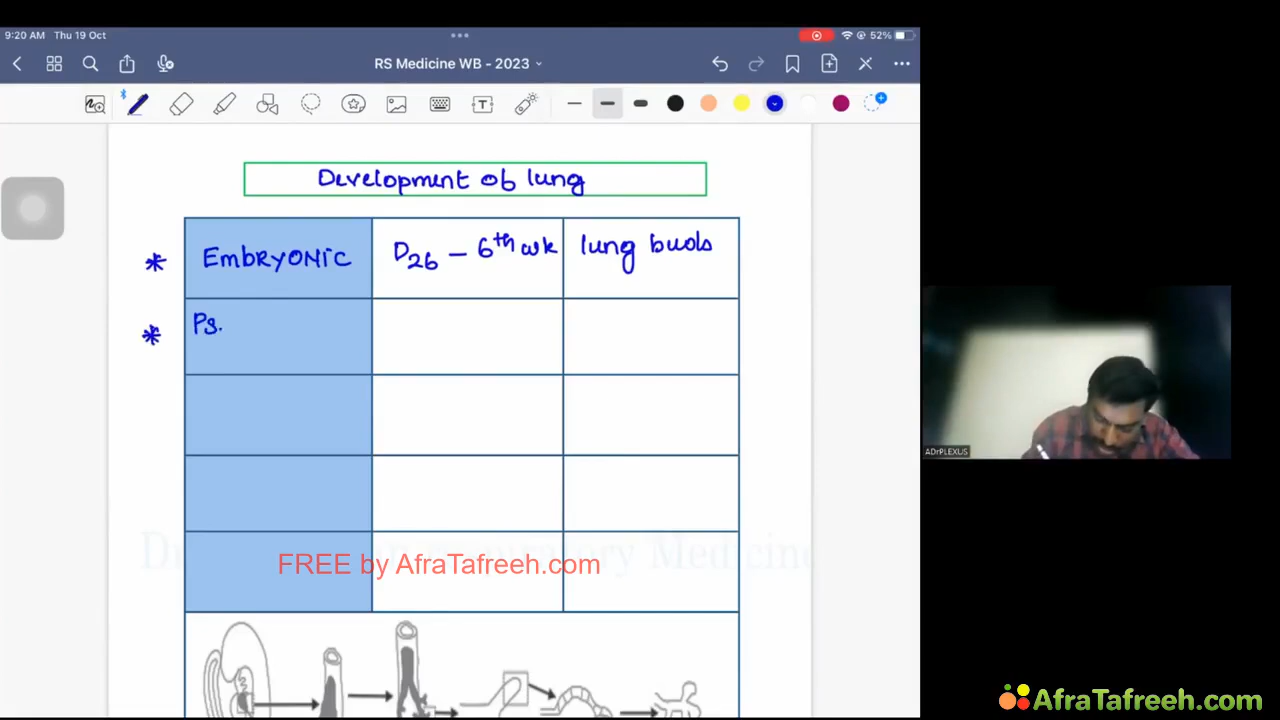 9:20 AM Thu 19 Oct
52%
RS Medicine WB - 2023
Development of lung
* EmbRYONIC D26 - 6th wk lung buds
* Ps.
FREE by AfraTafreeh.com
ADrPLEXUS
AfraTafreeh.com